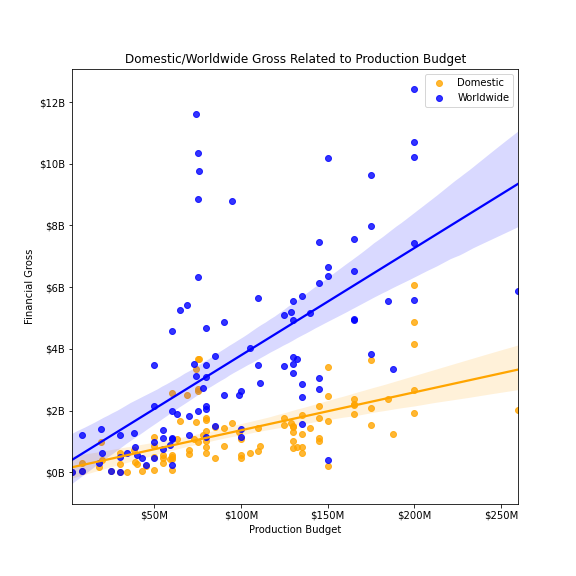 Domestic/Worldwide Gross Related to Production Budget
Domestic
Worldwide
$12B
$10B
$8B
$6B
$4B
$2B
$0B
Financial Gross
$50M
$100M
$150M
$200M
$250M
Production Budget